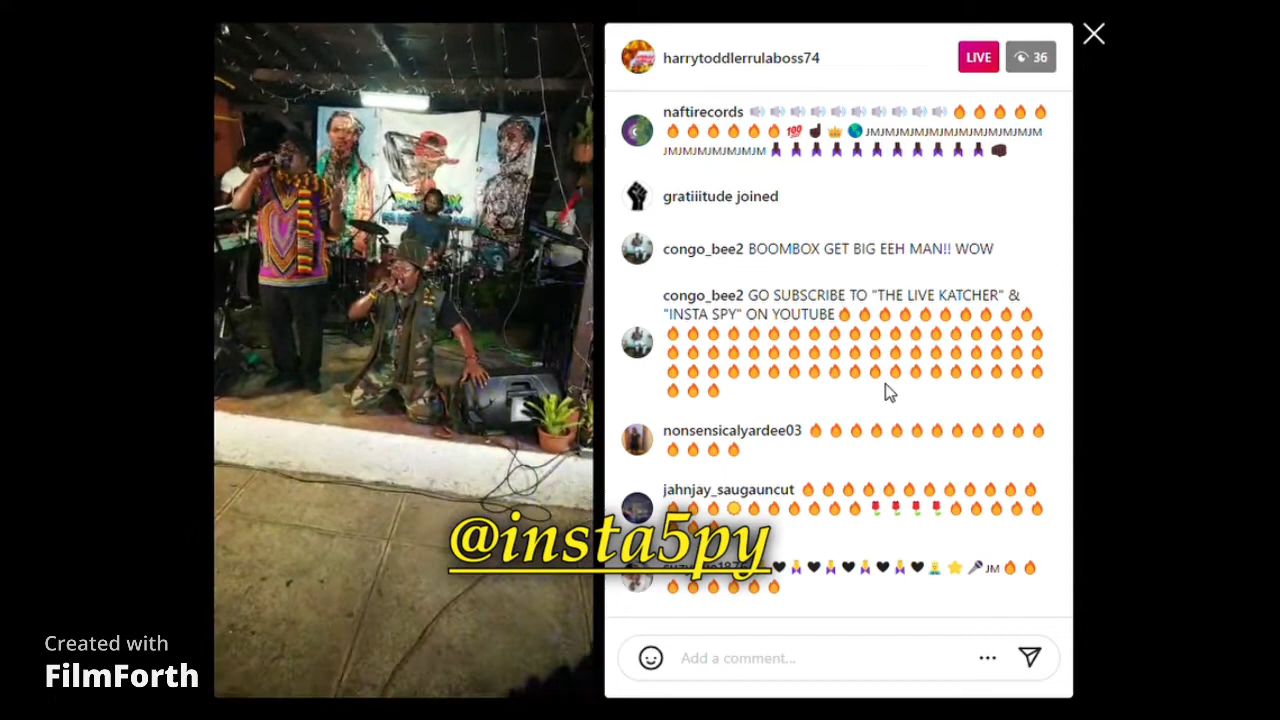 harrytoddlerrulaboss74
LIVE
36
naftirecords 🔊🔊🔊🔊🔊🔊🔊🔊🔊🔊🔥🔥🔥🔥🔥
🔥🔥🔥🔥🔥🔥💯☝🏿👑🌎JMJMJMJMJMJMJMJMJMJMJM
JMJMJMJMJMJM
gratiiitude joined
congo_bee2 BOOMBOX GET BIG EEH MAN!! WOW
congo_bee2 GO SUBSCRIBE TO "THE LIVE KATCHER" &
"INSTA SPY" ON YOUTUBE
nonsensicalyardee03
jahnjay_saugauncut
@insta5py
JM
Add a comment...
Created with
FilmForth